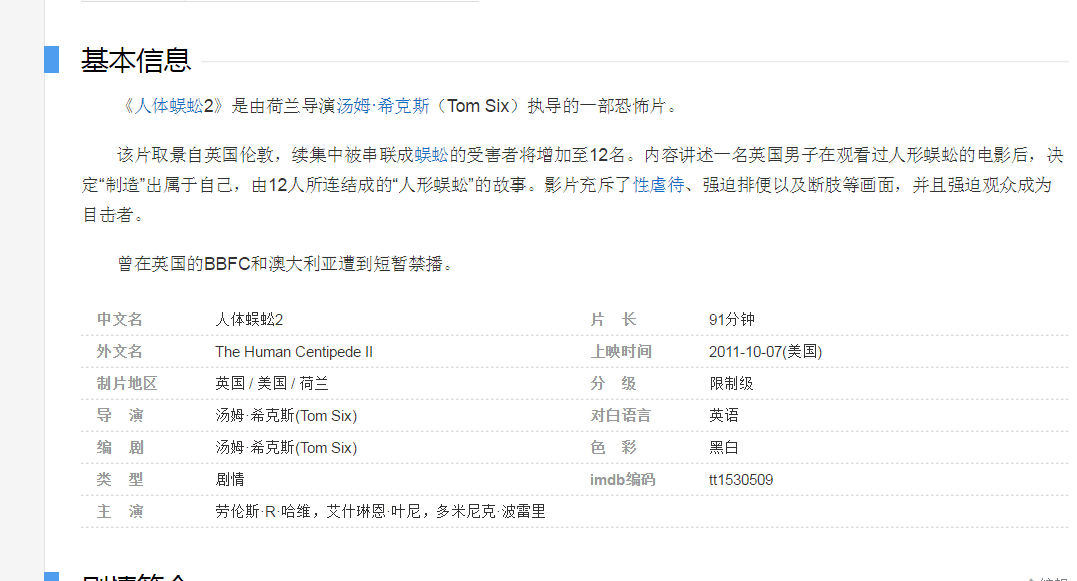 基本信息
《人体蜈蚣2》是由荷兰导演汤姆·希克斯（Tom Six）执导的一部恐怖片。
该片取景自英国伦敦，续集中被串联成蜈蚣的受害者将增加至12名。内容讲述一名英国男子在观看过人形蜈蚣的电影后，决
定“制造”出属于自己，由12人所连结成的“人形蜈蚣”的故事。影片充斥了性虐待、强迫排便以及断肢等画面，并且强迫观众成为
目击者。
曾在英国的BBFC和澳大利亚遭到短暂禁播。
中文名 人体蜈蚣2 片 长 91分钟
外文名 The Human Centipede II 上映时间 2011-10-07(美国)
制片地区 英国 / 美国 / 荷兰 分 级 限制级
导 演 汤姆·希克斯(Tom Six) 对白语言 英语
编 剧 汤姆·希克斯(Tom Six) 色 彩 黑白
类 型 剧情 imdb编码 tt1530509
主 演 劳伦斯·R·哈维，艾什琳恩·叶尼，多米尼克·波雷里